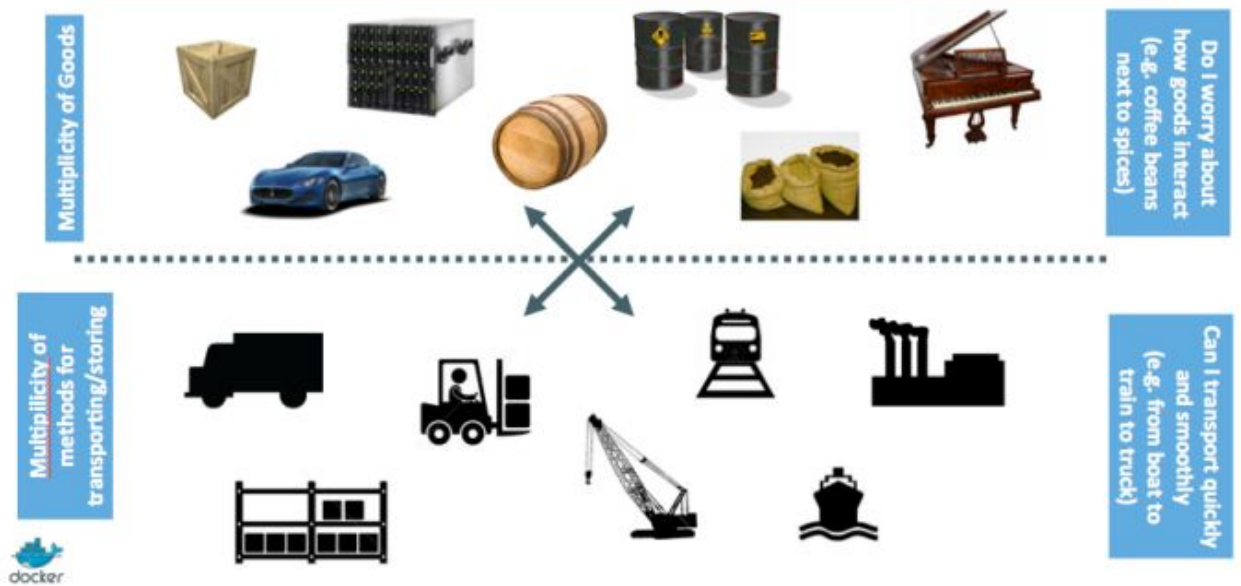 Multiplicity of Goods
Do I worry about
how goods interact
(e.g. coffee beans
next to spices)
Multipilicity of
methods for
transporting/storing
Can I transport quickly
and smoothly
(e.g. from boat to
train to truck)
docker